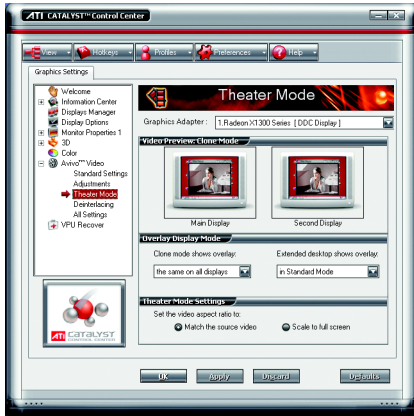 ATI CATALYST™ Control Center
View Hotkeys Profiles Preferences Help
Graphics Settings
Welcome
Information Center
Displays Manager
Display Options
Monitor Properties 1
3D
Color
Avivo™ Video
Standard Settings
Adjustments
Theater Mode
Deinterlacing
All Settings
VPU Recover
ATI CATALYST
CONTROL CENTER
Theater Mode
Graphics Adapter :
1.Radeon X1300 Series [ DDC Display ]
Video Preview: Clone Mode
Main Display
Second Display
Overlay Display Mode
Clone mode shows overlay:
Extended desktop shows overlay:
the same on all displays
in Standard Mode
Theater Mode Settings
Set the video aspect ratio to:
Match the source video
Scale to full screen
OK Apply Discard Defaults